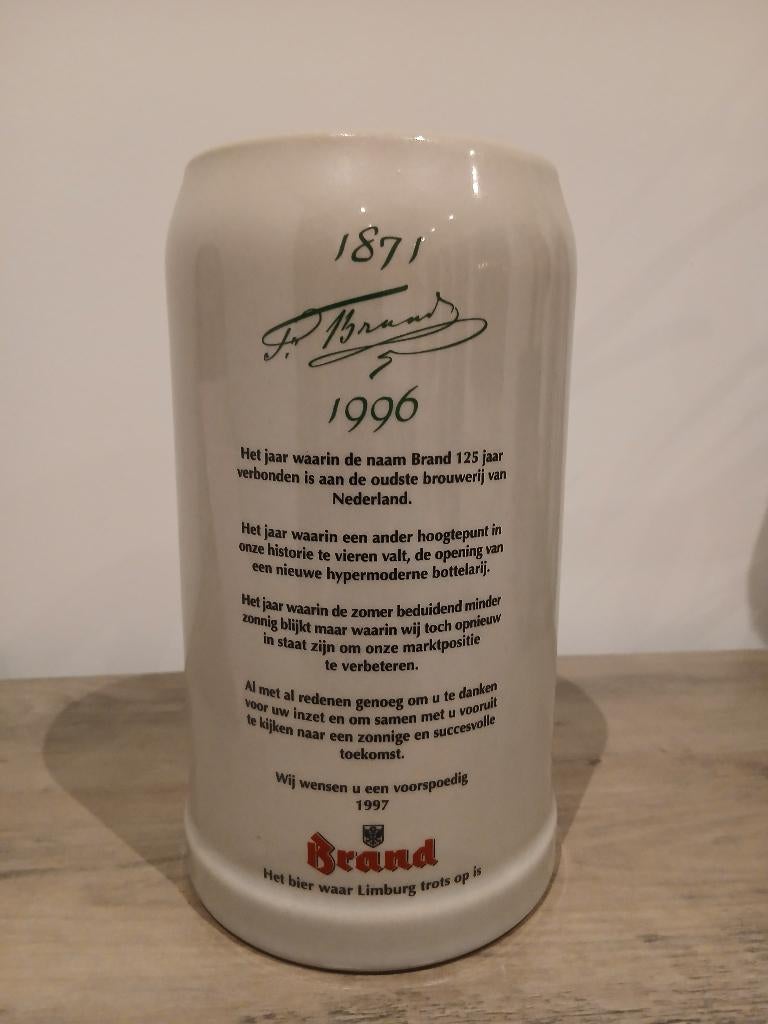 1871
Fr. Brand
1996
Het jaar waarin de naam Brand 125 jaar
verbonden is aan de oudste brouwerij van
Nederland.
Het jaar waarin een ander hoogtepunt in
onze historie te vieren valt, de opening van
een nieuwe hypermoderne bottelarij.
Het jaar waarin de zomer beduidend minder
zonnig blijkt maar waarin wij toch opnieuw
in staat zijn om onze marktpositie
te verbeteren.
Al met al redenen genoeg om u te danken
voor uw inzet en om samen met u vooruit
te kijken naar een zonnige en succesvolle
toekomst.
Wij wensen u een voorspoedig
1997
Brand
Het bier waar Limburg trots op is